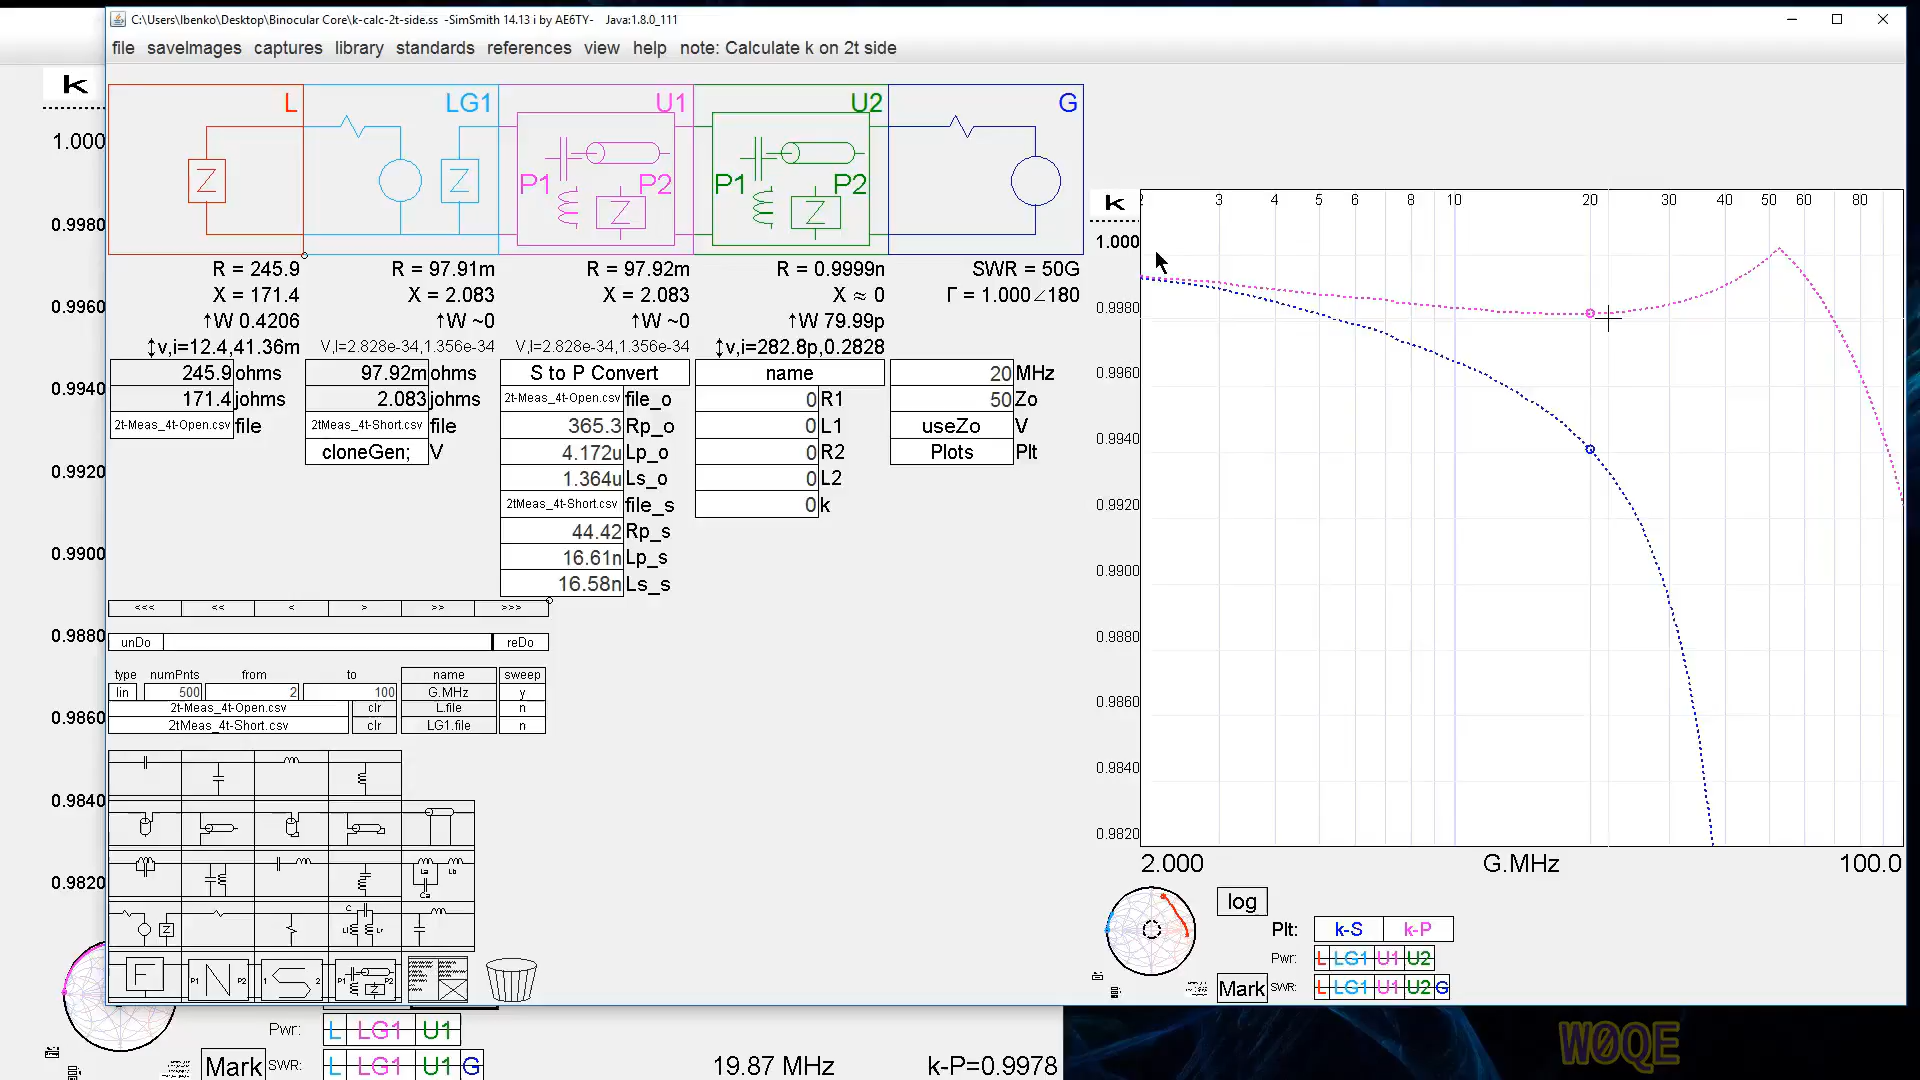 C:\Users\lbenko\Desktop\Binocular Core\k-calc-2t-side.ss -SimSmith 14.13 i by AE6TY- Java:1.8.0_111
file saveImages captures library standards references view help note: Calculate k on 2t side
k
1.000
0.9980
0.9960
0.9940
0.9920
0.9900
0.9880
0.9860
0.9840
0.9820
L LG1 U1 U2 G
Z Z P1 P2 Z P1 P2 Z
R = 245.9 R = 97.91m R = 97.92m R = 0.9999n SWR = 50G
X = 171.4 X = 2.083 X = 2.083 X ≈ 0 Γ = 1.000∠180
↑W 0.4206 ↑W ~0 ↑W ~0 ↑W 79.99p
↕v,i=12.4,41.36m V,I=2.828e-34,1.356e-34 V,I=2.828e-34,1.356e-34 ↕v,i=282.8p,0.2828
245.9 ohms 97.92m ohms S to P Convert name 20 MHz
171.4 johms 2.083 johms 2t-Meas_4t-Open.csv file_o 0 R1 50 Zo
2t-Meas_4t-Open.csv file 2tMeas_4t-Short.csv file 365.3 Rp_o 0 L1 useZo V
cloneGen; V 4.172u Lp_o 0 R2 Plots Plt
1.364u Ls_o 0 L2
2tMeas_4t-Short.csv file_s 0 k
44.42 Rp_s
16.61n Lp_s
16.58n Ls_s
<<< << < > >> >>>
unDo reDo
type numPnts from to name sweep
lin 500 2 100 G.MHz y
2t-Meas_4t-Open.csv clr L.file n
2tMeas_4t-Short.csv clr LG1.file n
La Lb
Ca
Z C
Ll Lr
F P1 N P2 1 S 2 P1 P2 Z
k
2 3 4 5 6 8 10 20 30 40 50 60 80
1.000
0.9980
0.9960
0.9940
0.9920
0.9900
0.9880
0.9860
0.9840
0.9820
2.000 G.MHz 100.0
log
Plt: k-S k-P
Pwr: L LG1 U1 U2
Mark SWR: L LG1 U1 U2 G
Pwr: L LG1 U1
Mark SWR: L LG1 U1 G
19.87 MHz k-P=0.9978
W0QE